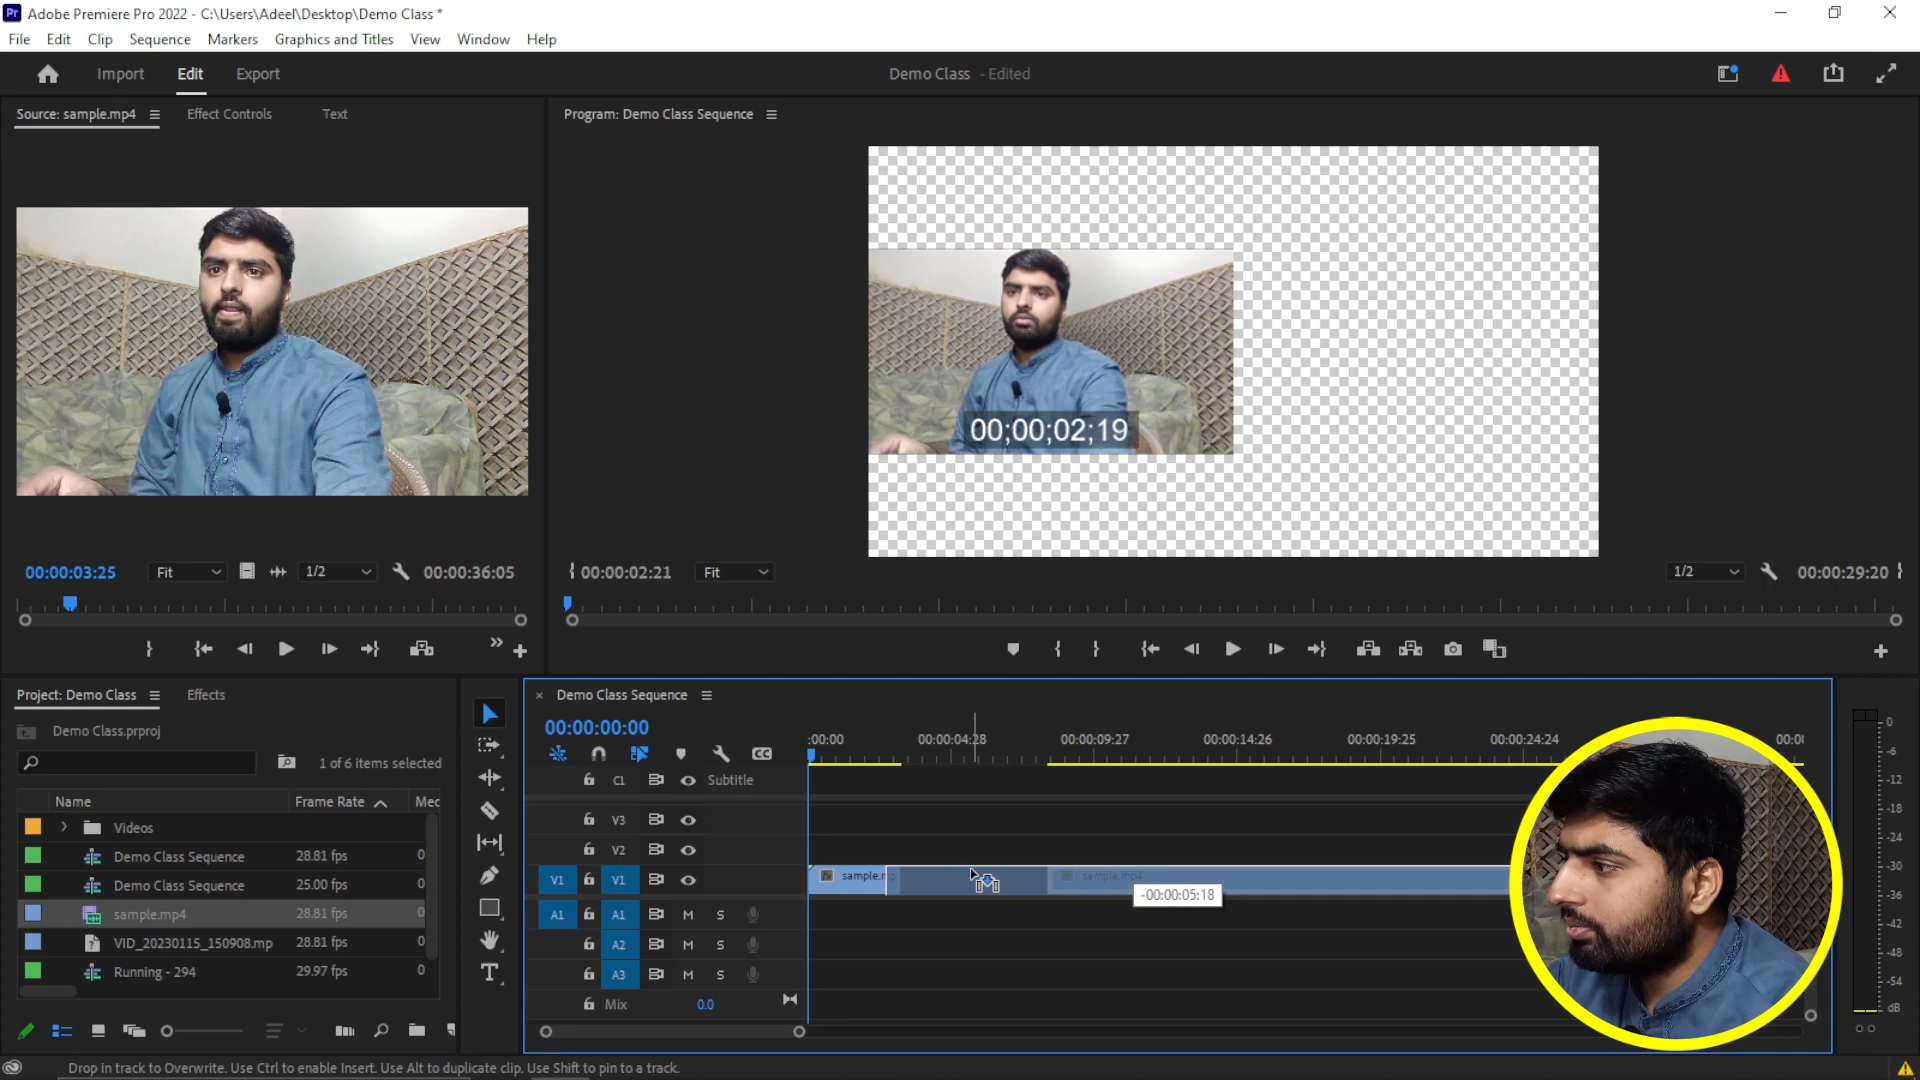 Pr Adobe Premiere Pro 2022 - C:\Users\Adeel\Desktop\Demo Class *
File Edit Clip Sequence Markers Graphics and Titles View Window Help
Import Edit Export Demo Class - Edited
Source: sample.mp4 Effect Controls Text
Program: Demo Class Sequence
00;00;02;19
00:00:03:25 Fit 1/2 00:00:36:05
00:00:02:21 Fit 1/2 00:00:29:20
Project: Demo Class Effects
Demo Class.prproj
1 of 6 items selected
Name Frame Rate
Videos
Demo Class Sequence 28.81 fps 0
Demo Class Sequence 25.00 fps 0
sample.mp4 28.81 fps 0
VID_20230115_150908.mp 28.81 fps 0
Running - 294 29.97 fps 0
Demo Class Sequence
00:00:00:00
:00:00 00:00:04:28 00:00:09:27 00:00:14:26 00:00:19:25 00:00:24:24 00:0
C1 Subtitle
V3
V2
V1 V1 sample.m sample.mp4
-00:00:05:18
A1 A1 M S
A2 M S
A3 M S
Mix 0.0
0
-6
-12
-18
-24
-30
-36
-42
-48
-54
dB
Drop in track to Overwrite. Use Ctrl to enable Insert. Use Alt to duplicate clip. Use Shift to pin to a track.